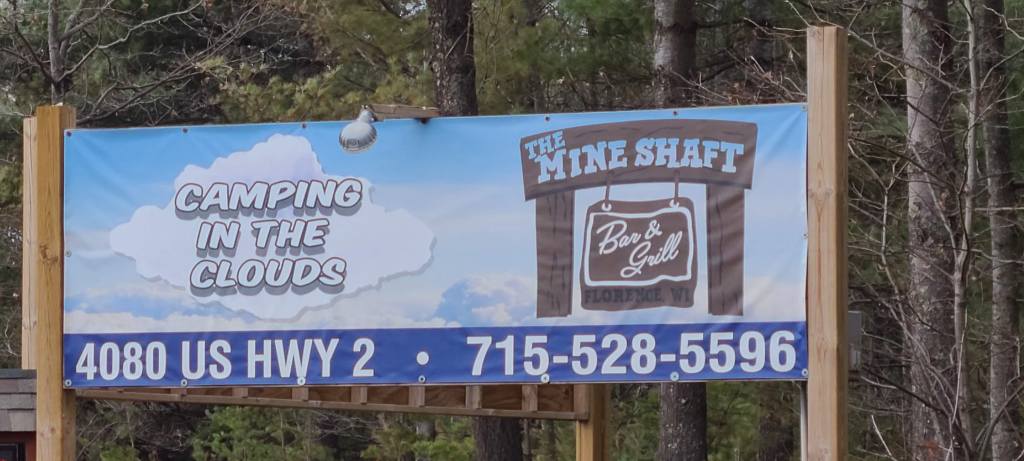 CAMPING
IN THE
CLOUDS
THE
MINE SHAFT
Bar &
Grill
FLORENCE, WI
4080 US HWY 2 • 715-528-5596